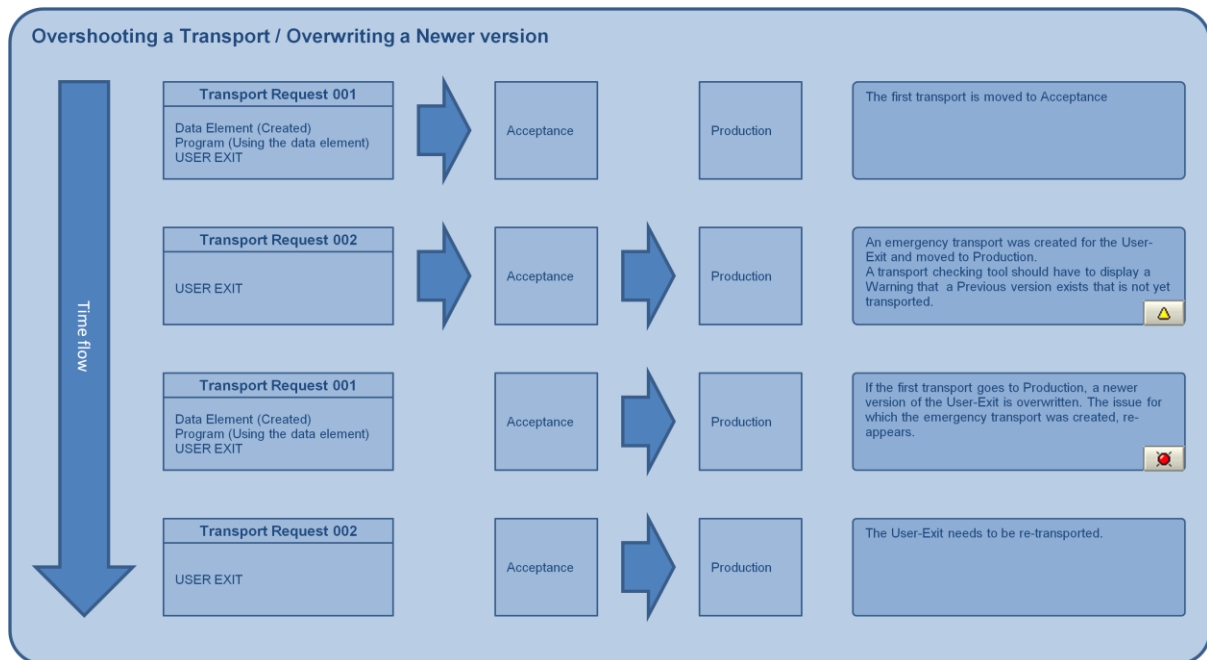 Overshooting a Transport / Overwriting a Newer version
Time flow
Transport Request 001
Data Element (Created)
Program (Using the data element)
USER EXIT
Acceptance
Production
The first transport is moved to Acceptance
Transport Request 002
USER EXIT
Acceptance
Production
An emergency transport was created for the User-
Exit and moved to Production.
A transport checking tool should have to display a
Warning that a Previous version exists that is not yet
transported.
Transport Request 001
Data Element (Created)
Program (Using the data element)
USER EXIT
Acceptance
Production
If the first transport goes to Production, a newer
version of the User-Exit is overwritten. The issue for
which the emergency transport was created, re-
appears.
Transport Request 002
USER EXIT
Acceptance
Production
The User-Exit needs to be re-transported.